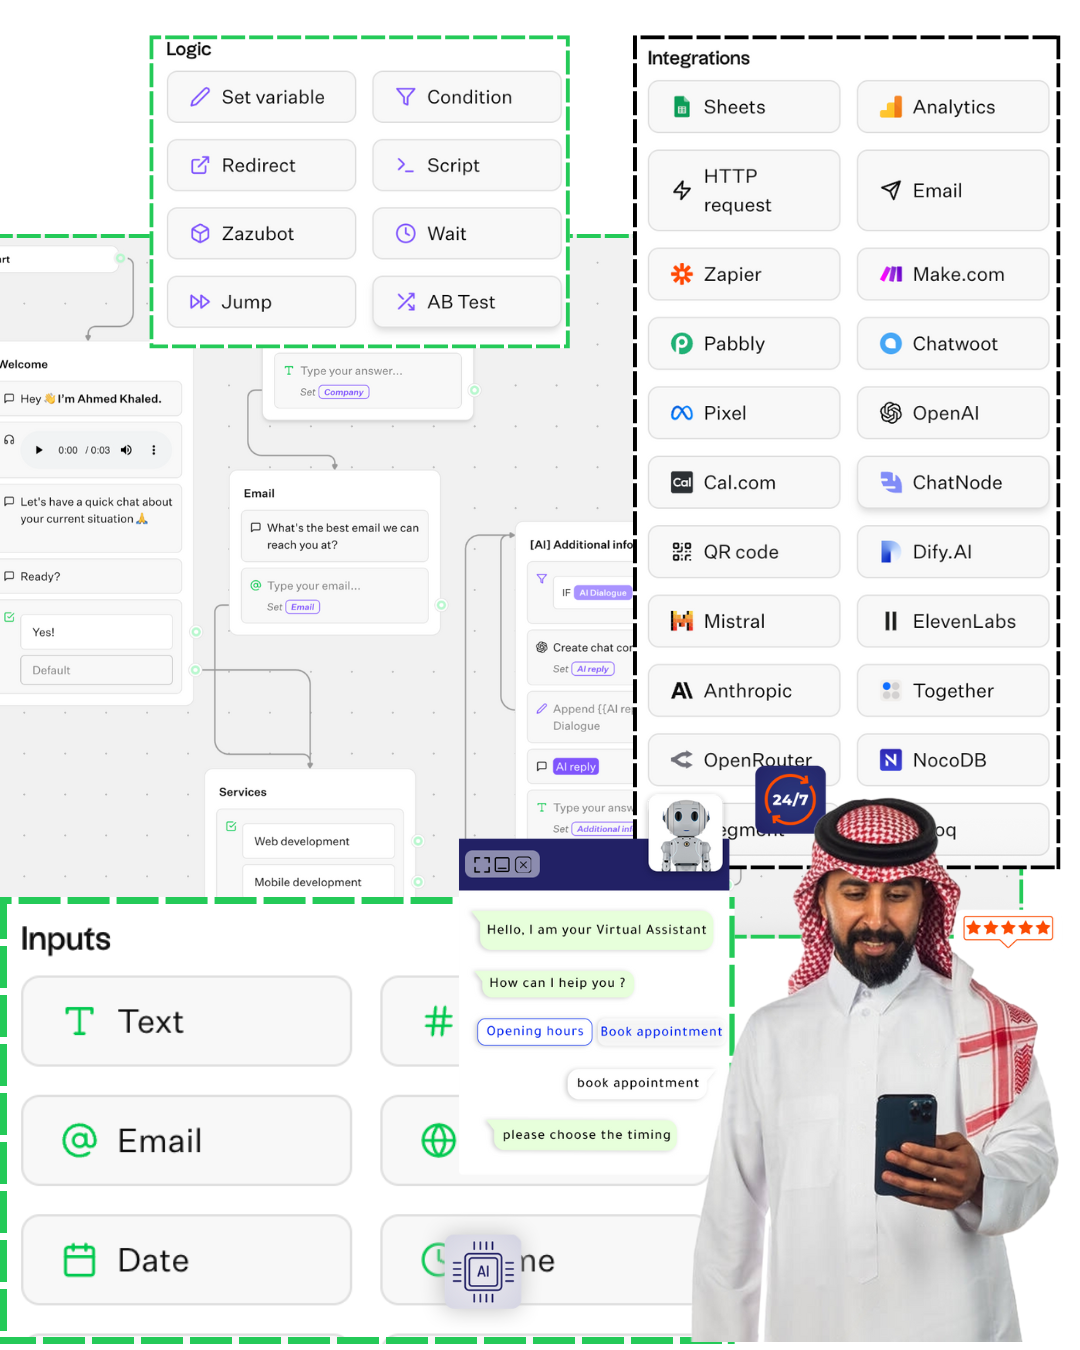 Logic
Set variable
Condition
Redirect
Script
Zazubot
Wait
Jump
AB Test
Integrations
Sheets
Analytics
HTTP
request
Email
Zapier
Make.com
Pabbly
Chatwoot
Pixel
OpenAI
Cal
Cal.com
ChatNode
QR code
Dify.AI
Mistral
ElevenLabs
Anthropic
Together
OpenRouter
NocoDB
egment
oq
24/7
art
Welcome
Hey 👋 I'm Ahmed Khaled.
0:00 / 0:03
Let's have a quick chat about
your current situation🙏
Ready?
Yes!
Default
Type your answer...
Set Company
Email
What's the best email we can
reach you at?
Type your email...
Set Email
Services
Web development
Mobile development
[AI] Additional info
IF AI Dialogue
Create chat cor
Set AI reply
Append {{AI re
Dialogue
AI reply
Type your answ
Set Additional inf
Inputs
Text
Email
Date
me
AI
Hello, I am your Virtual Assistant
How can I heip you ?
Opening hours
Book appointment
book appointment
please choose the timing